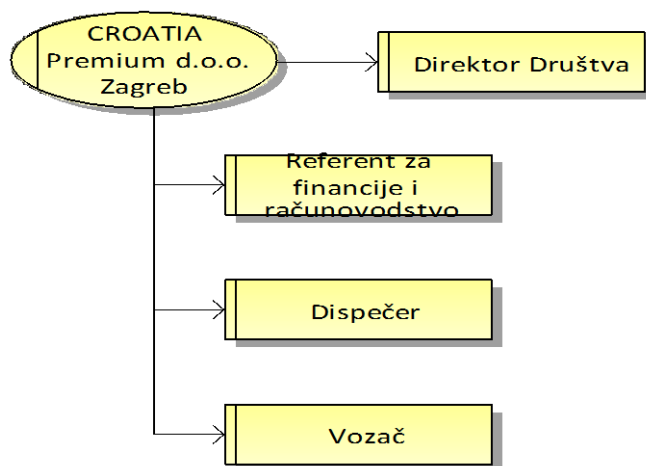 CROATIA
Premium d.o.o.
Zagreb
Direktor Društva
Referent za
financije i
računovodstvo
Dispečer
Vozač